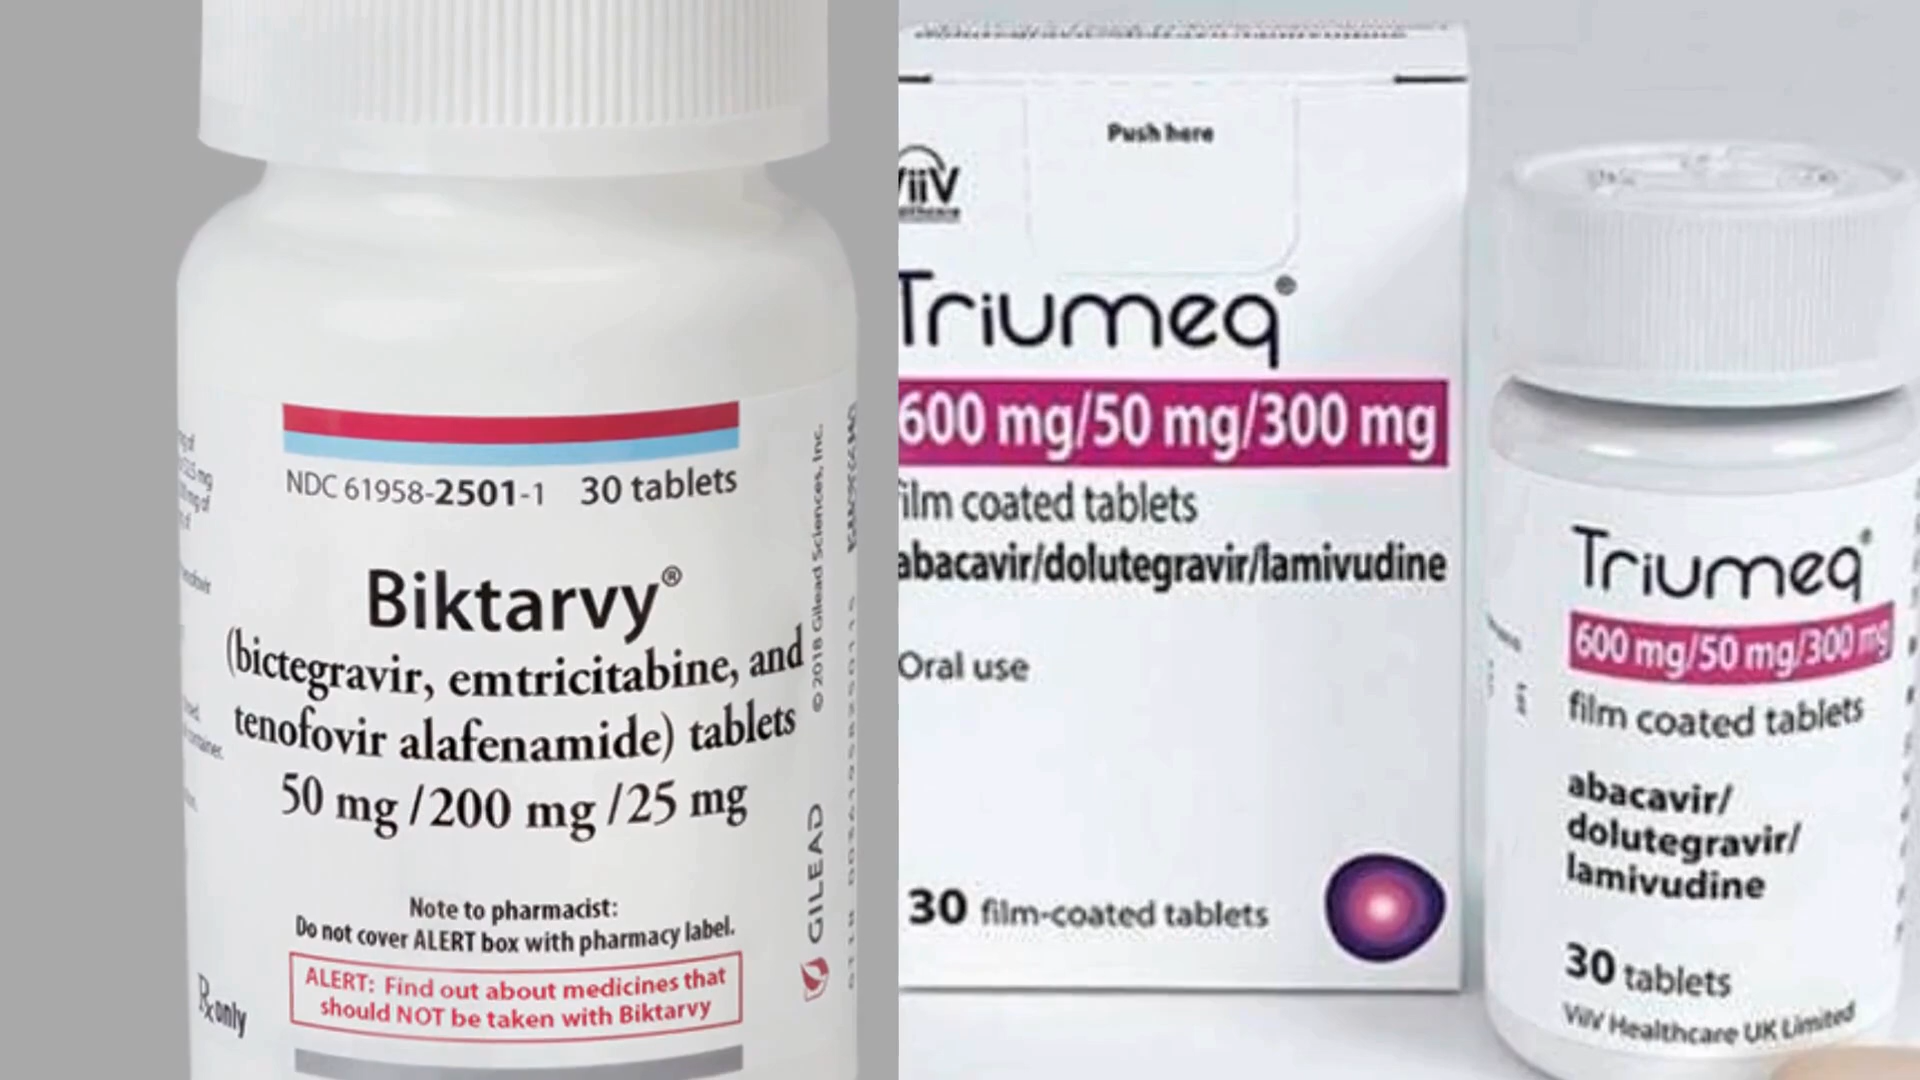 NDC 61958-2501-1 30 tablets
Biktarvy®
(bictegravir, emtricitabine, and
tenofovir alafenamide) tablets
50 mg /200 mg /25 mg
Note to pharmacist:
Do not cover ALERT box with pharmacy label.
ALERT: Find out about medicines that
should NOT be taken with Biktarvy
Rx only
© 2018 Gilead Sciences, Inc.
GILEAD
Push here
ViiV
Triumeq
600 mg/50 mg/300 mg
film coated tablets
abacavir/dolutegravir/lamivudine
Oral use
30 film-coated tablets
Triumeq
600 mg/50 mg/300 mg
film coated tablets
abacavir/
dolutegravir/
lamivudine
30 tablets
ViiV Healthcare UK Limited